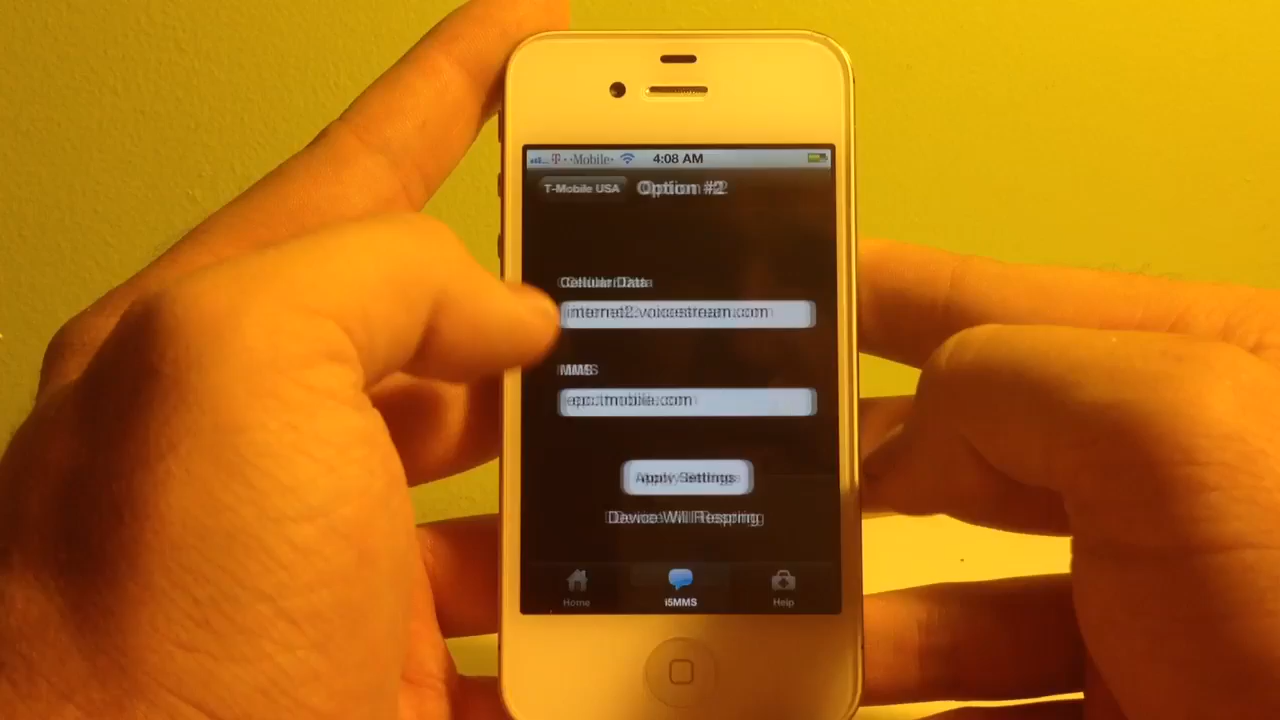 T-Mobile 4:08 AM
T-Mobile USA Option #2
Cellular Data
internet2.voicestream.com
MMS
epc.tmobile.com
Apply Settings
Device Will Respring
Home i5MMS Help